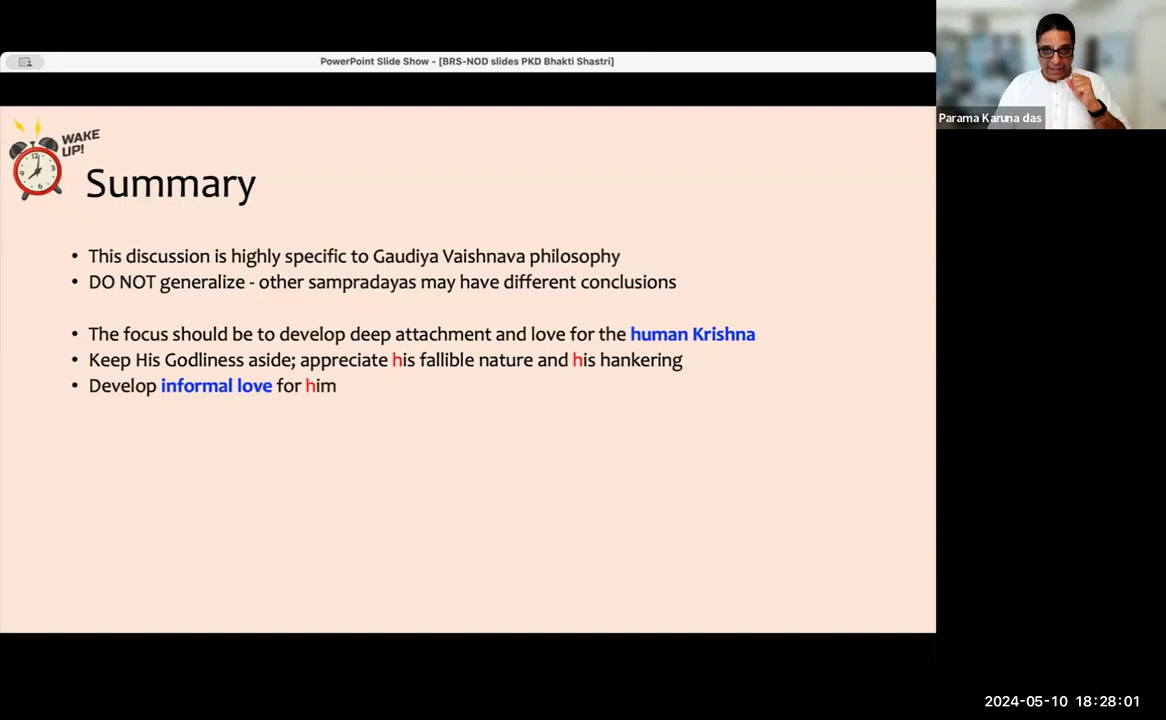 PowerPoint Slide Show - [BRS-NOD slides PKD Bhakti Shastri]
Parama Karuna das
WAKE
UP!
Summary
• This discussion is highly specific to Gaudiya Vaishnava philosophy
• DO NOT generalize - other sampradayas may have different conclusions
• The focus should be to develop deep attachment and love for the human Krishna
• Keep His Godliness aside; appreciate his fallible nature and his hankering
• Develop informal love for him
2024-05-10 18:28:01